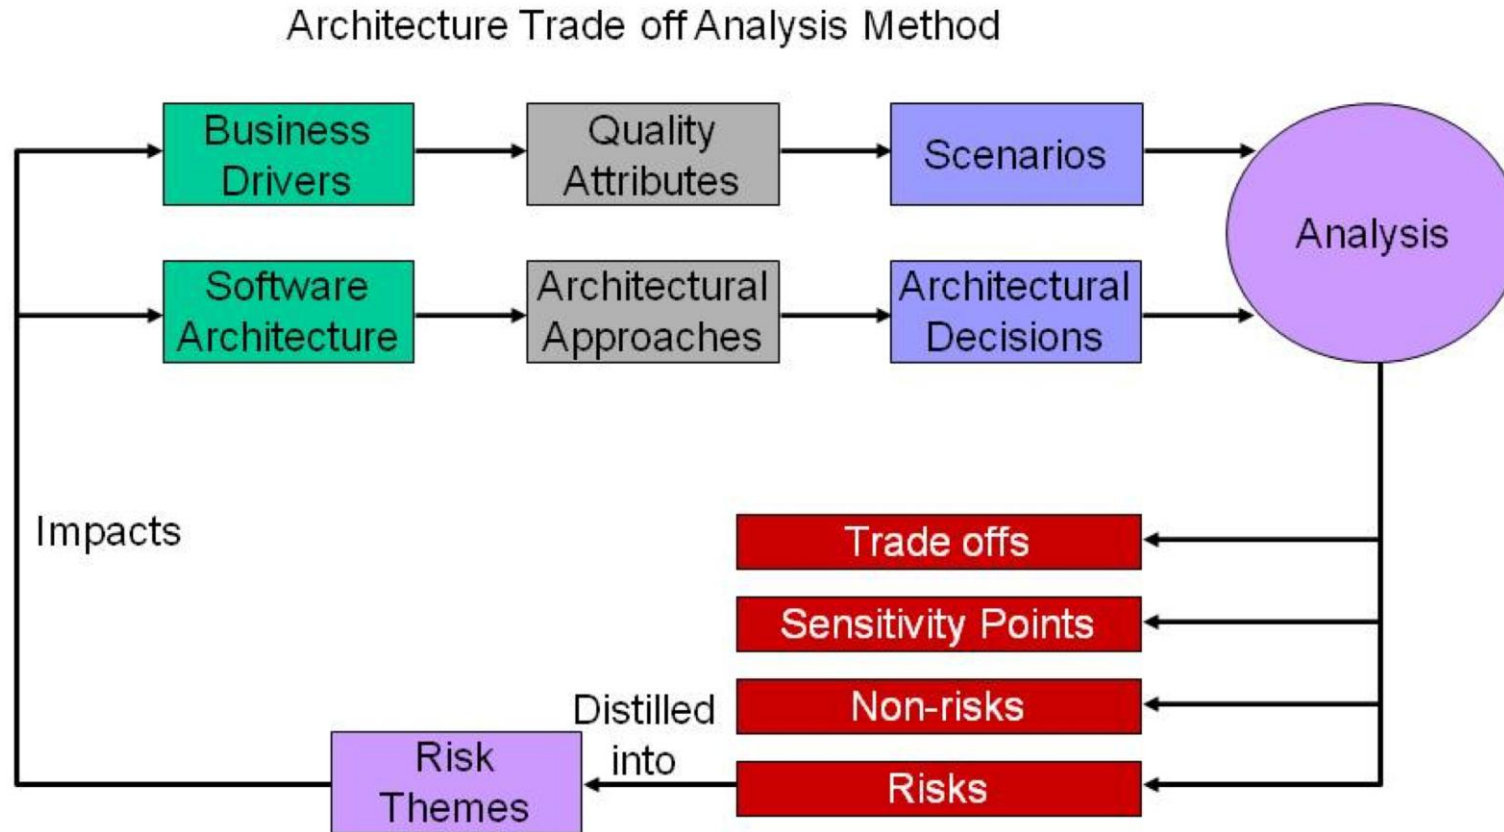 Architecture Trade off Analysis Method
Business
Drivers
Quality
Attributes
Scenarios
Analysis
Software
Architecture
Architectural
Approaches
Architectural
Decisions
Impacts
Trade offs
Sensitivity Points
Non-risks
Distilled
into
Risks
Risk
Themes